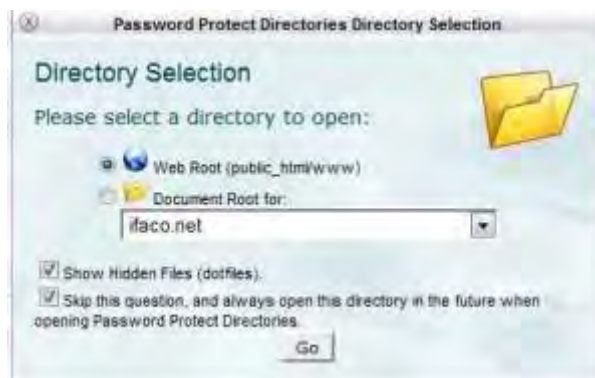 Password Protect Directories Directory Selection
Directory Selection
Please select a directory to open:
Web Root (public_html/www)
Document Root for:
ifaco.net
Show Hidden Files (dotfiles).
Skip this question, and always open this directory in the future when
opening Password Protect Directories.
Go